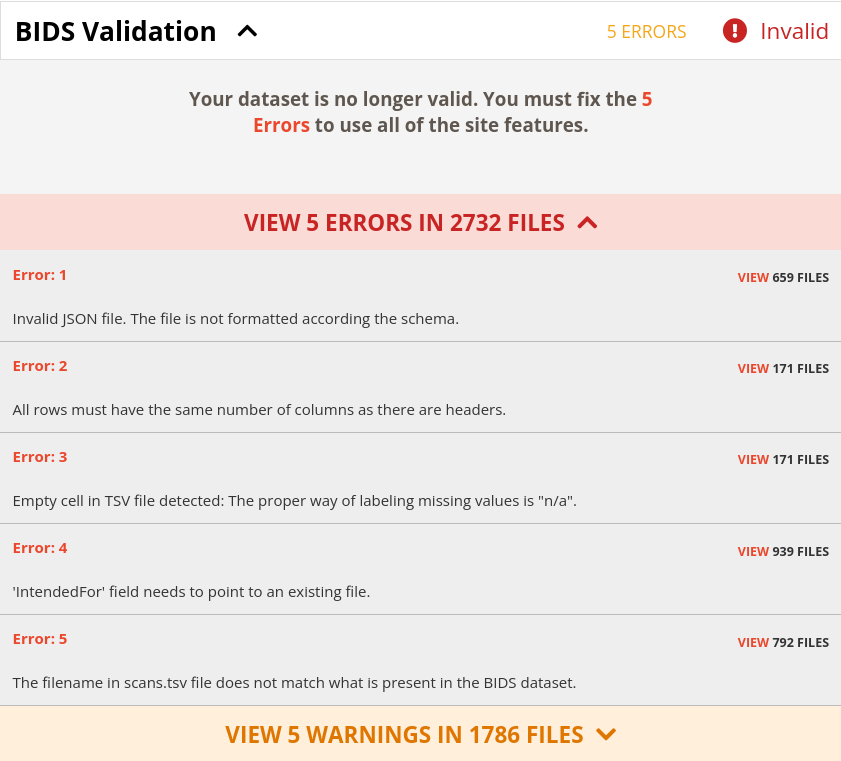 BIDS Validation
5 ERRORS
Invalid
Your dataset is no longer valid. You must fix the 5
Errors to use all of the site features.
VIEW 5 ERRORS IN 2732 FILES
Error: 1
VIEW 659 FILES
Invalid JSON file. The file is not formatted according the schema.
Error: 2
VIEW 171 FILES
All rows must have the same number of columns as there are headers.
Error: 3
VIEW 171 FILES
Empty cell in TSV file detected: The proper way of labeling missing values is "n/a".
Error: 4
VIEW 939 FILES
'IntendedFor' field needs to point to an existing file.
Error: 5
VIEW 792 FILES
The filename in scans.tsv file does not match what is present in the BIDS dataset.
VIEW 5 WARNINGS IN 1786 FILES